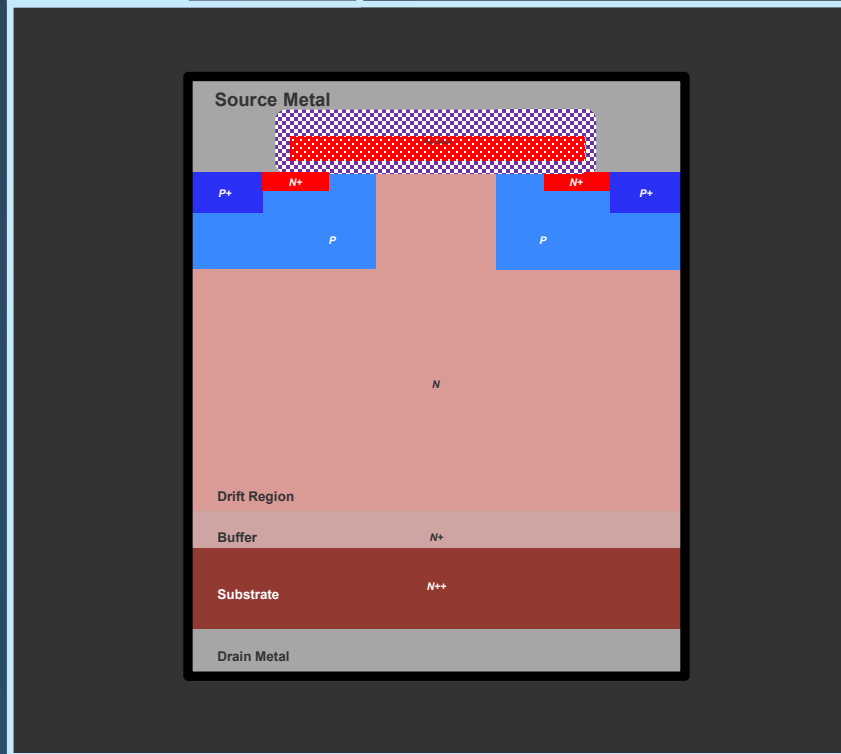 Source Metal
N+
N+
P+
P+
P
P
N
Drift Region
Buffer
N+
N++
Substrate
Drain Metal